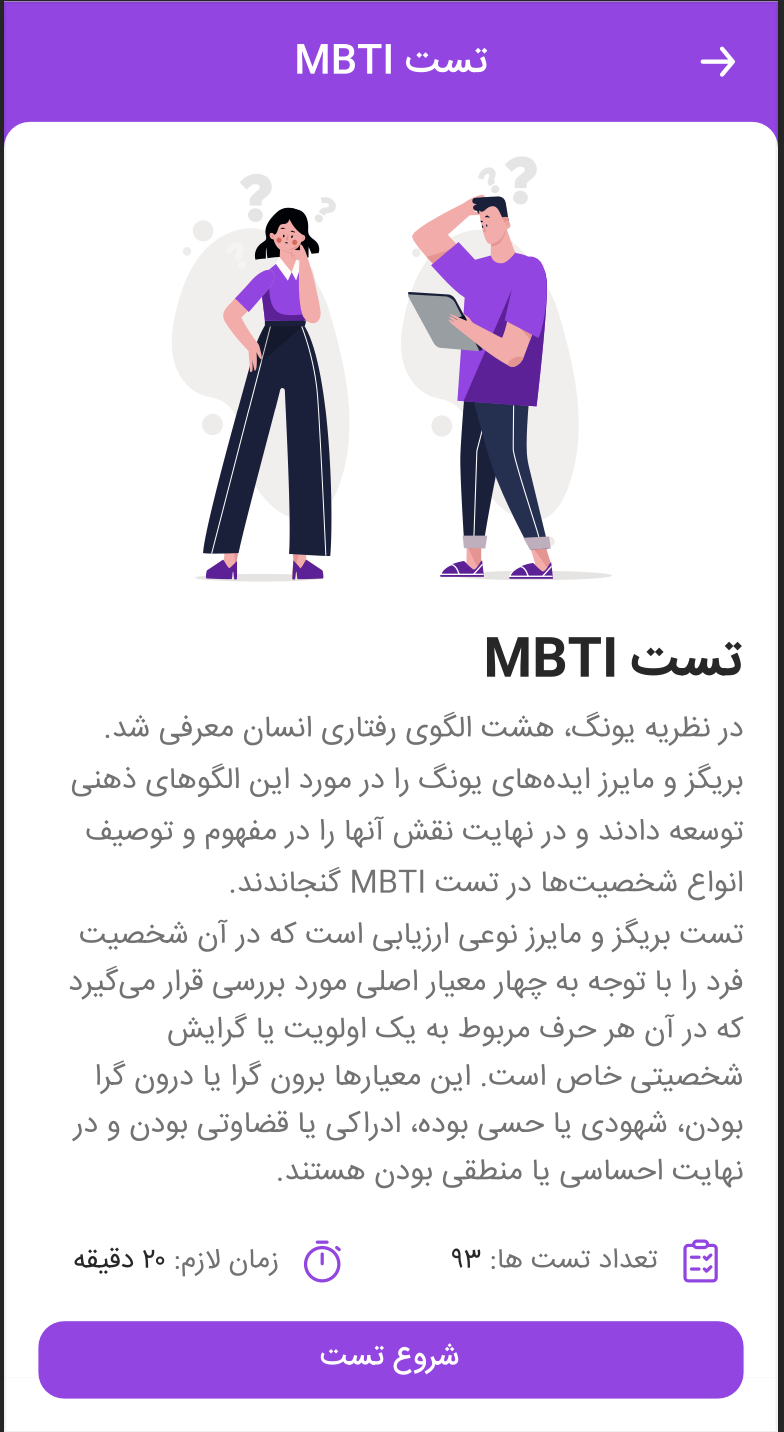 تست MBTI
? ?
? ? ?
تست MBTI
در نظریه یونگ، هشت الگوی رفتاری انسان معرفی شد.
بریگز و مایرز ایده‌های یونگ را در مورد این الگوهای ذهنی
توسعه دادند و در نهایت نقش آنها را در مفهوم و توصیف
انواع شخصیت‌ها در تست MBTI گنجاندند.
تست بریگز و مایرز نوعی ارزیابی است که در آن شخصیت
فرد را با توجه به چهار معیار اصلی مورد بررسی قرار می‌گیرد
که در آن هر حرف مربوط به یک اولویت یا گرایش
شخصیتی خاص است. این معیارها برون گرا یا درون گرا
بودن، شهودی یا حسی بوده، ادراکی یا قضاوتی بودن و در
نهایت احساسی یا منطقی بودن هستند.
تعداد تست ها: ۹۳
زمان لازم: ۲۰ دقیقه
شروع تست